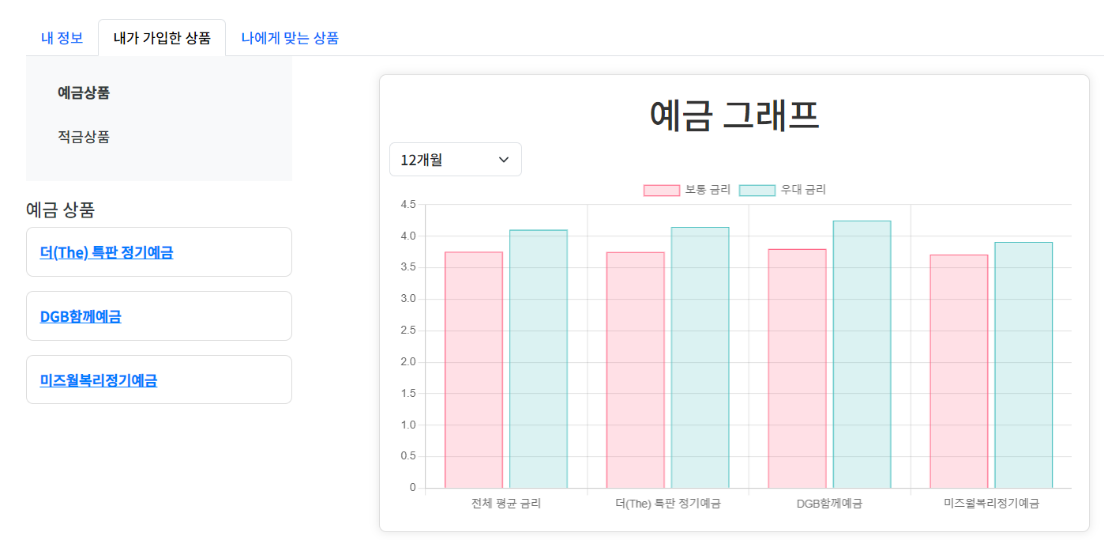 내 정보 내가 가입한 상품 나에게 맞는 상품
예금상품
적금상품
예금 상품
더(The) 특판 정기예금
DGB함께예금
미즈월복리정기예금
예금 그래프
12개월
보통 금리 우대 금리
4.5
4.0
3.5
3.0
2.5
2.0
1.5
1.0
0.5
0
전체 평균 금리 더(The) 특판 정기예금 DGB함께예금 미즈월복리정기예금